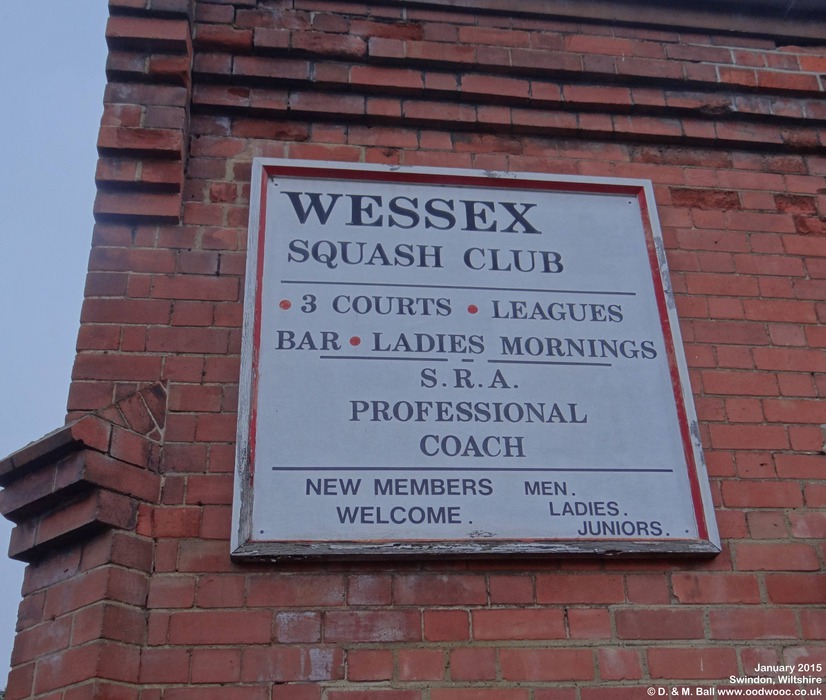 WESSEX
SQUASH CLUB
• 3 COURTS • LEAGUES
BAR • LADIES MORNINGS
S.R.A.
PROFESSIONAL
COACH
NEW MEMBERS
WELCOME.
MEN.
LADIES.
JUNIORS.
January 2015
Swindon, Wiltshire
© D. & M. Ball www.oodwooc.co.uk